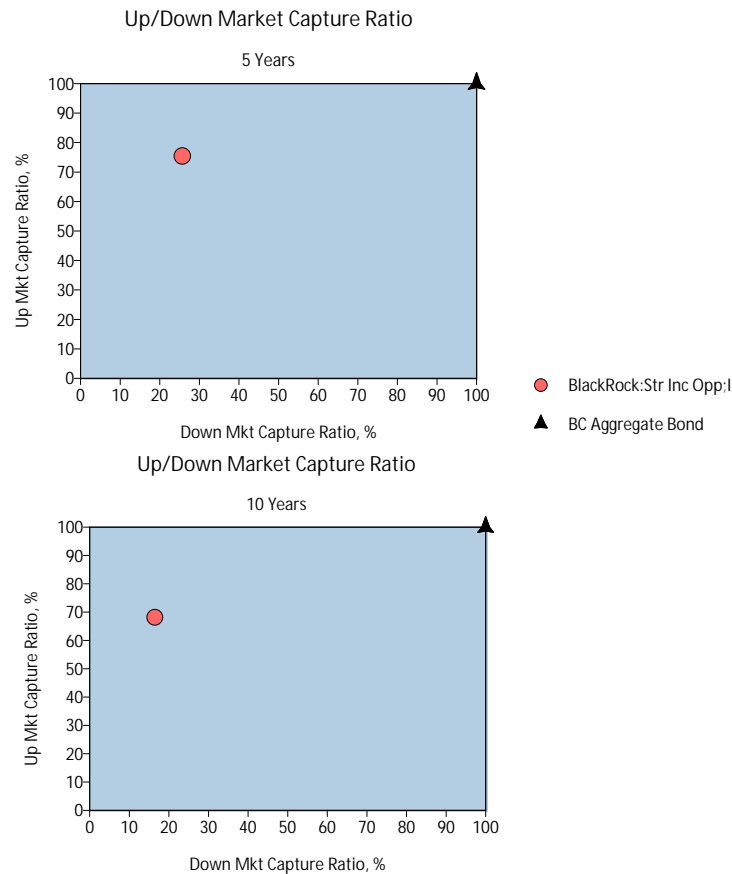 Up/Down Market Capture Ratio
5 Years
Up Mkt Capture Ratio, %
100
90
80
70
60
50
40
30
20
10
0
0 10 20 30 40 50 60 70 80 90 100
Down Mkt Capture Ratio, %
BlackRock:Str Inc Opp;I
BC Aggregate Bond
Up/Down Market Capture Ratio
10 Years
Up Mkt Capture Ratio, %
100
90
80
70
60
50
40
30
20
10
0
0 10 20 30 40 50 60 70 80 90 100
Down Mkt Capture Ratio, %